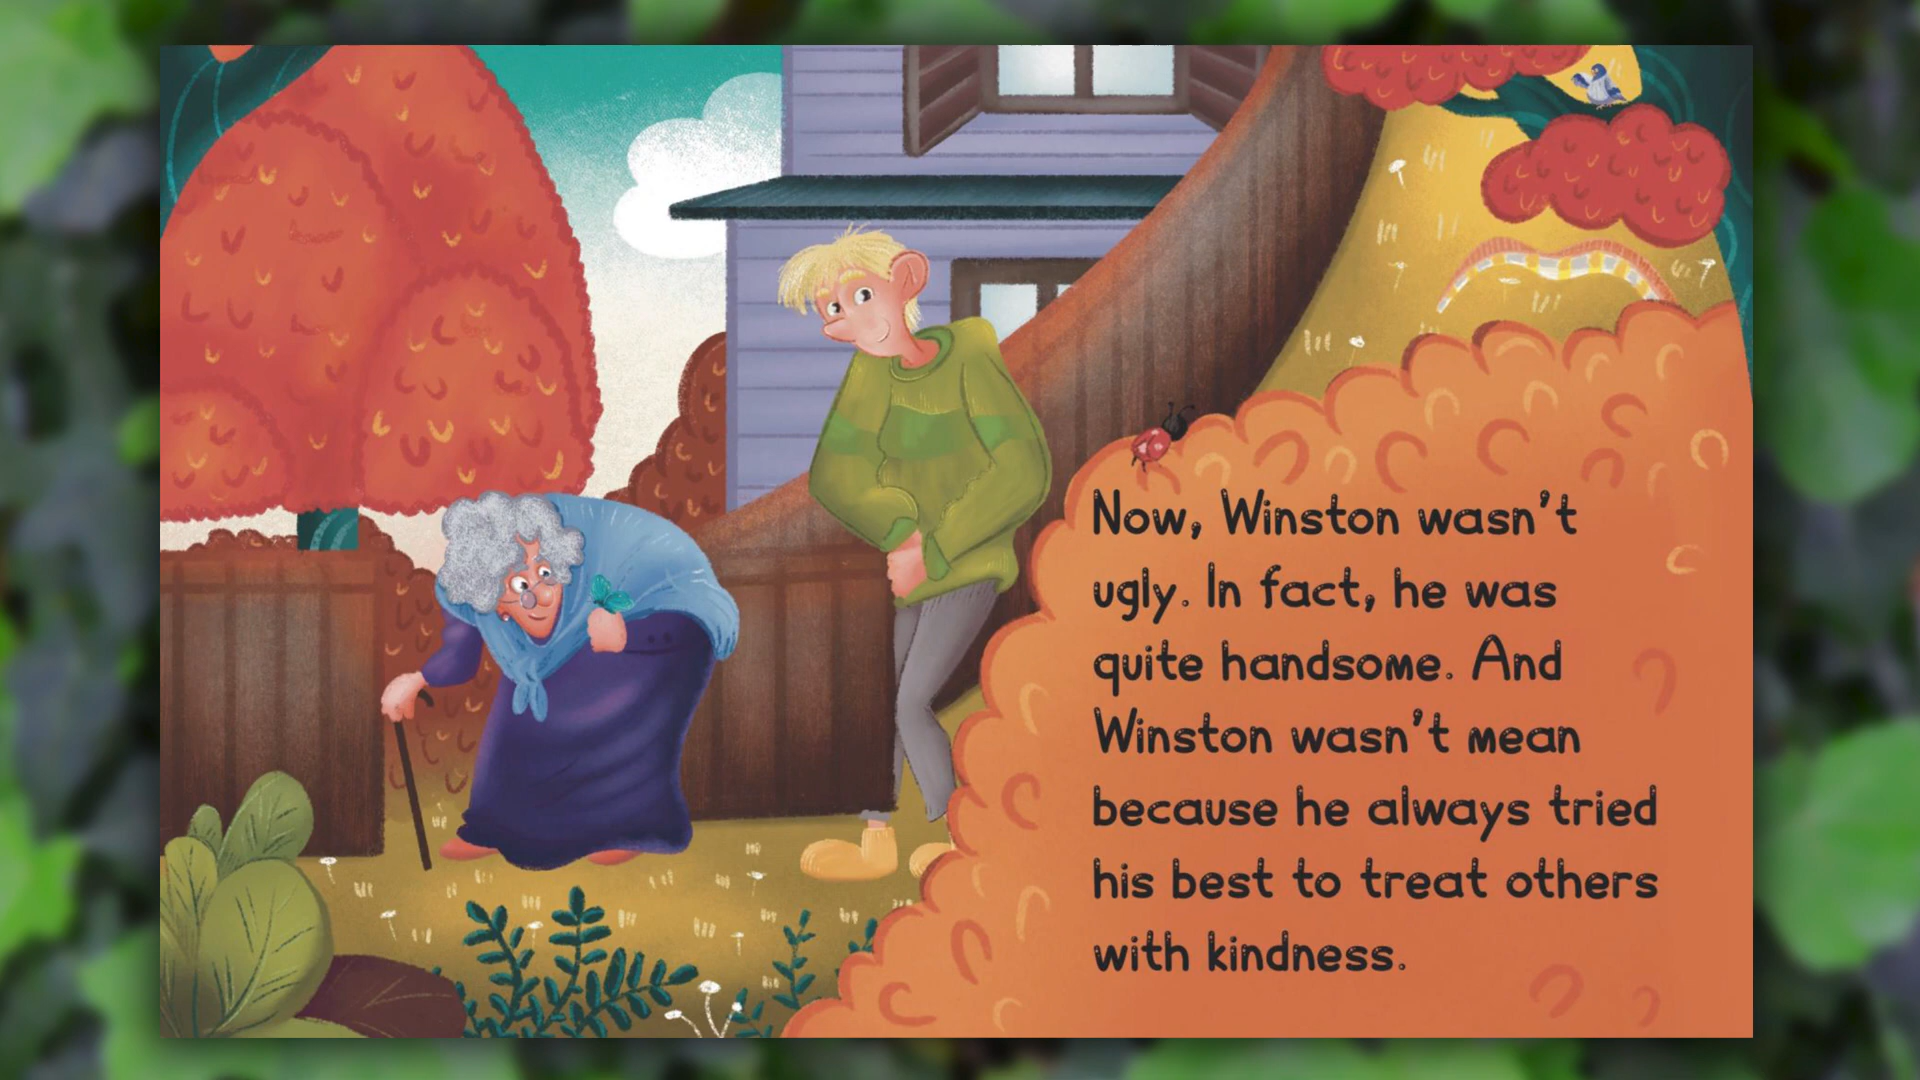 Now, Winston wasn't
ugly. In fact, he was
quite handsome. And
Winston wasn't mean
because he always tried
his best to treat others
with kindness.